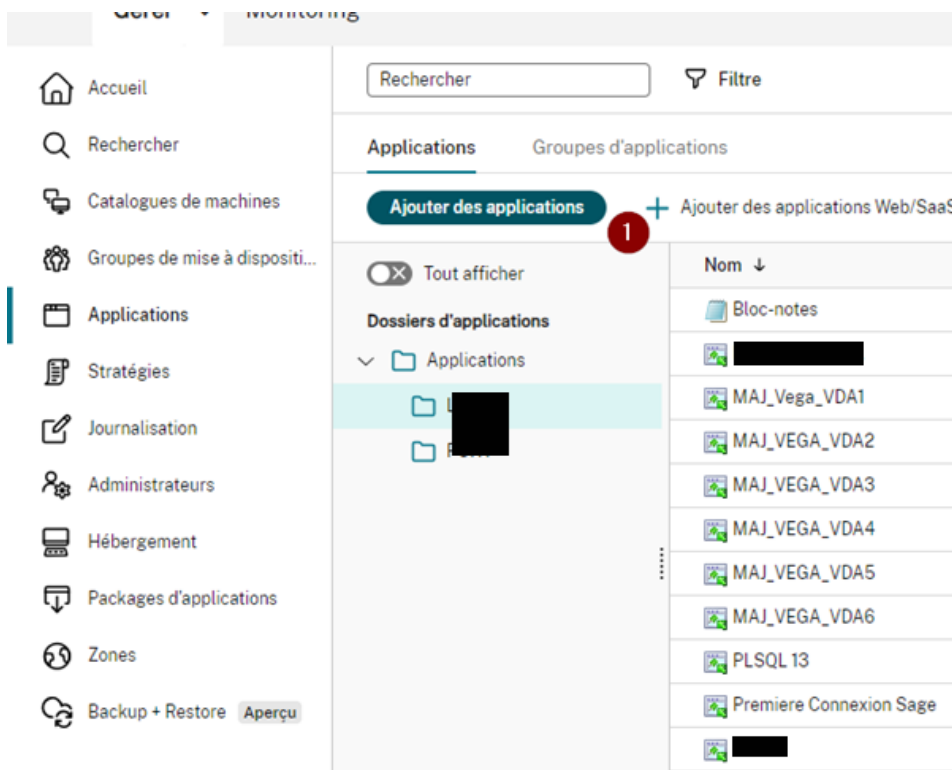 Gérer Monitoring
Accueil
Rechercher
Catalogues de machines
Groupes de mise à dispositi...
Applications
Stratégies
Journalisation
Administrateurs
Hébergement
Packages d'applications
Zones
Backup + Restore Aperçu
Rechercher Filtre
Applications Groupes d'applications
Ajouter des applications 1 + Ajouter des applications Web/SaaS
Tout afficher
Dossiers d'applications
Applications
Nom ↓
Bloc-notes
MAJ_Vega_VDA1
MAJ_VEGA_VDA2
MAJ_VEGA_VDA3
MAJ_VEGA_VDA4
MAJ_VEGA_VDA5
MAJ_VEGA_VDA6
PLSQL 13
Premiere Connexion Sage